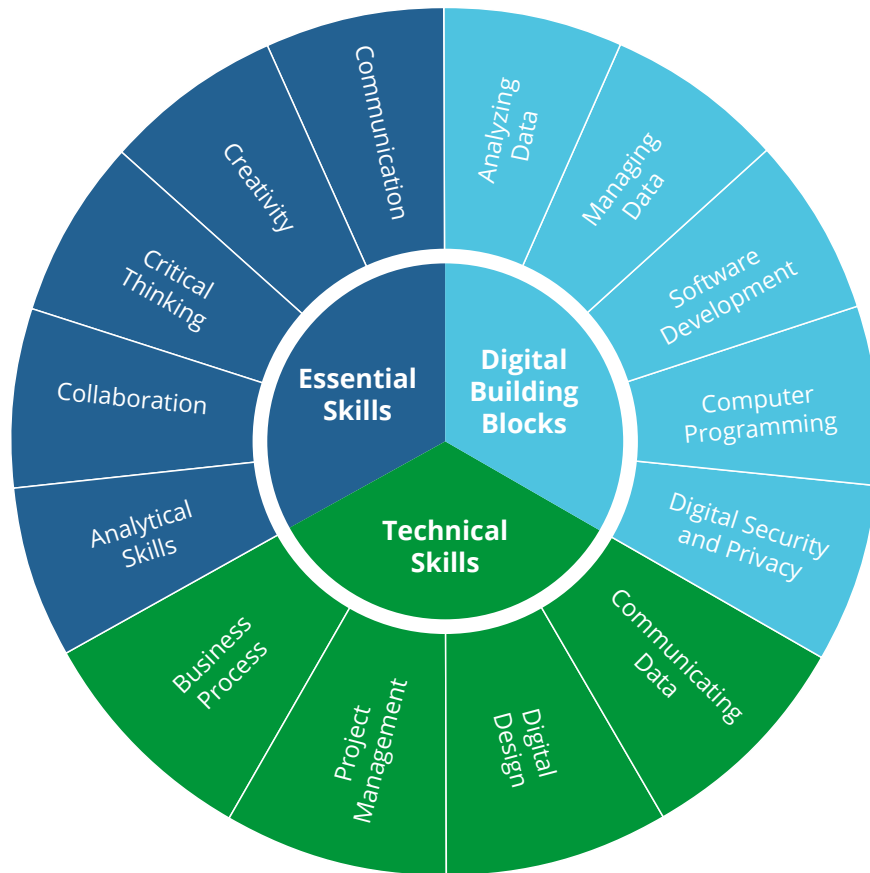 Essential
Skills
Digital
Building
Blocks
Technical
Skills
Analyzing
Data
Managing
Data
Software
Development
Computer
Programming
Digital Security
and Privacy
Communicating
Data
Digital
Design
Project
Management
Business
Process
Analytical
Skills
Collaboration
Critical
Thinking
Creativity
Communication